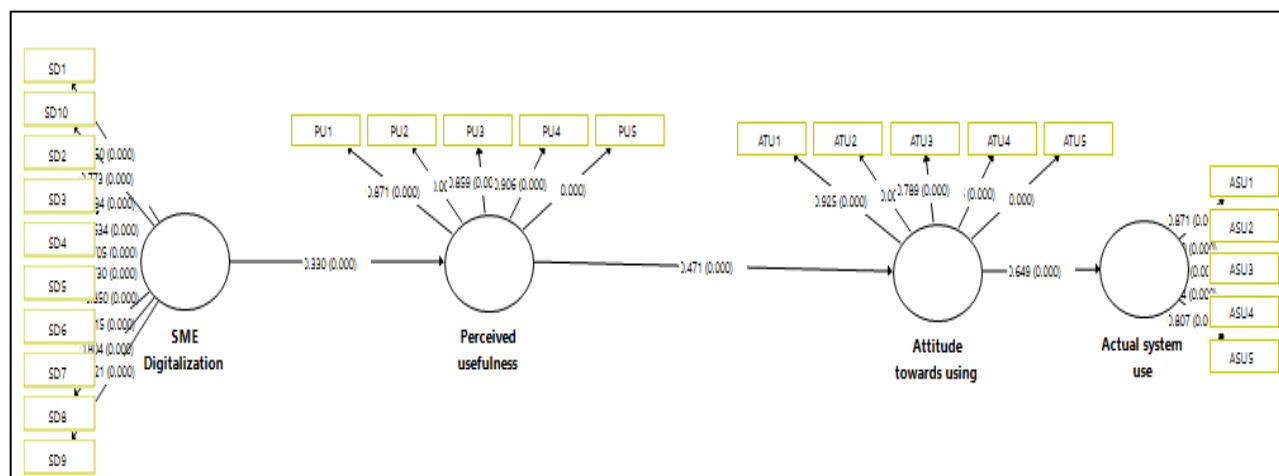 SD1
SD10
SD2
SD3
SD4
SD5
SD6
SD7
SD8
SD9
(0.000)
0.773 (0.000)
(0.000)
(0.000)
(0.000)
(0.000)
(0.000)
(0.000)
0.804 (0.000)
(0.000)
SME
Digitalization
0.330 (0.000)
PU1
PU2
PU3
PU4
PU5
0.871 (0.000)
0.859
0.906 (0.000)
0.000)
Perceived
usefulness
0.471 (0.000)
ATU1
ATU2
ATU3
ATU4
ATU5
0.925 (0.000)
0.789 (0.000)
0.000)
Attitude
towards using
0.649 (0.000)
Actual system
use
0.871
0.807
ASU1
ASU2
ASU3
ASU4
ASU5